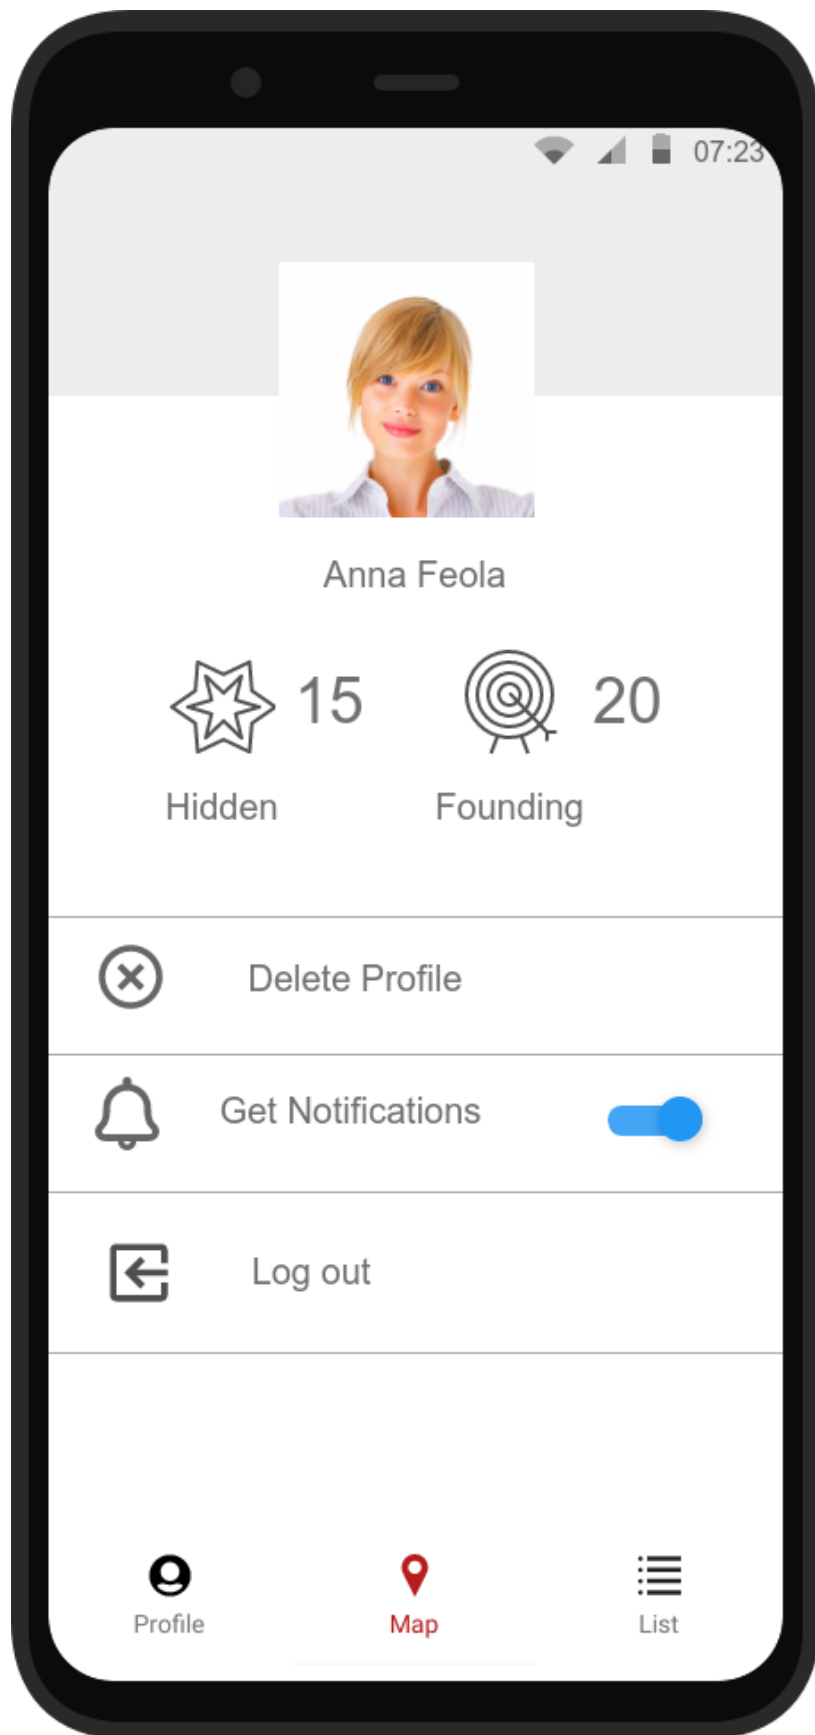 07:23
Anna Feola
15 20
Hidden Founding
Delete Profile
Get Notifications
Log out
Profile Map List